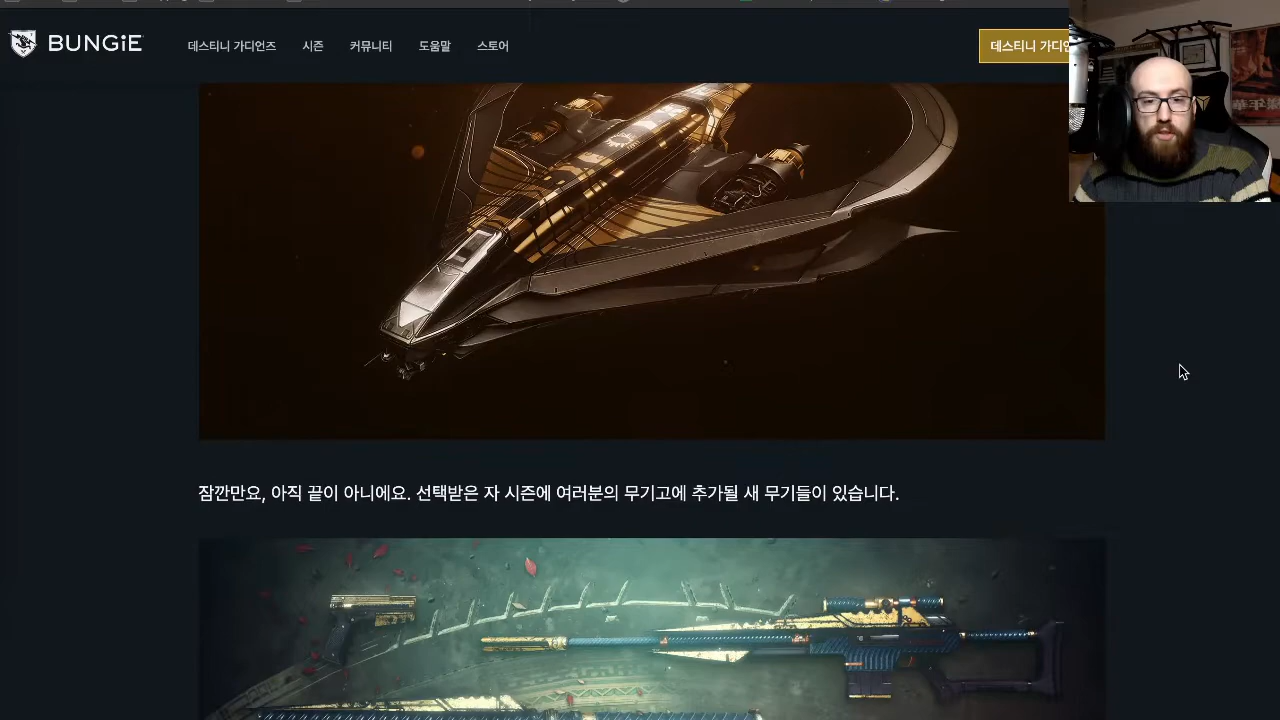 BUNGiE
데스티니 가디언즈
시즌
커뮤니티
도움말
스토어
데스티니 가디언
잠깐만요, 아직 끝이 아니에요. 선택받은 자 시즌에 여러분의 무기고에 추가될 새 무기들이 있습니다.